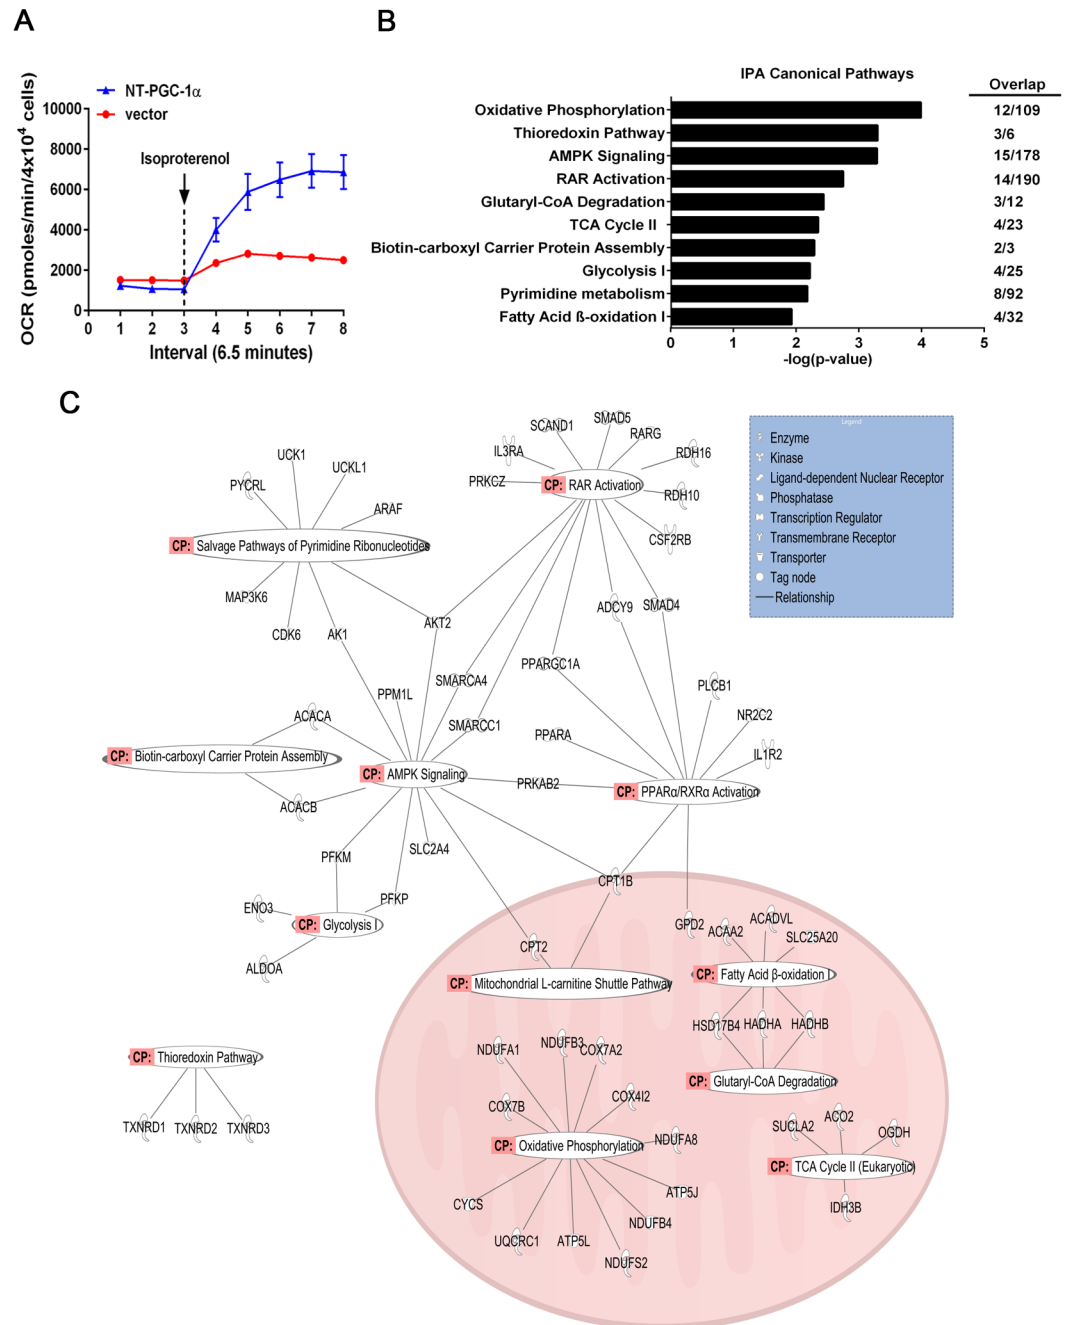 A
B
NT-PGC-1α
vector
OCR (pmoles/min/4x10⁴ cells)
10000
8000
6000
4000
2000
0
Isoproterenol
0 1 2 3 4 5 6 7 8
Interval (6.5 minutes)
IPA Canonical Pathways
Overlap
Oxidative Phosphorylation 12/109
Thioredoxin Pathway 3/6
AMPK Signaling 15/178
RAR Activation 14/190
Glutaryl-CoA Degradation 3/12
TCA Cycle II 4/23
Biotin-carboxyl Carrier Protein Assembly 2/3
Glycolysis I 4/25
Pyrimidine metabolism 8/92
Fatty Acid ß-oxidation I 4/32
0 1 2 3 4 5
-log(p-value)
C
SCAND1
SMAD5
RARG
IL3RA
RDH16
PRKCZ
CP: RAR Activation
RDH10
CSF2RB
UCK1
UCKL1
PYCRL
ARAF
CP: Salvage Pathways of Pyrimidine Ribonucleotides
MAP3K6
CDK6
AK1
AKT2
ADCY9
SMAD4
Legend
Enzyme
Kinase
Ligand-dependent Nuclear Receptor
Phosphatase
Transcription Regulator
Transmembrane Receptor
Transporter
Tag node
Relationship
PPARGC1A
SMARCA4
PPM1L
SMARCC1
PLCB1
NR2C2
IL1R2
PPARA
ACACA
CP: Biotin-carboxyl Carrier Protein Assembly
CP: AMPK Signaling
PRKAB2
CP: PPARα/RXRα Activation
ACACB
SLC2A4
PFKM
PFKP
CPT1B
ENO3
CP: Glycolysis I
ALDOA
GPD2
ACAA2
ACADVL
SLC25A20
CPT2
CP: Mitochondrial L-carnitine Shuttle Pathway
CP: Fatty Acid β-oxidation I
HSD17B4
HADHA
HADHB
CP: Glutaryl-CoA Degradation
CP: Thioredoxin Pathway
TXNRD1
TXNRD2
TXNRD3
NDUFA1
NDUFB3
COX7A2
COX4I2
COX7B
CP: Oxidative Phosphorylation
NDUFA8
ATP5J
CYCS
NDUFB4
UQCRC1
ATP5L
NDUFS2
SUCLA2
ACO2
OGDH
CP: TCA Cycle II (Eukaryotic)
IDH3B